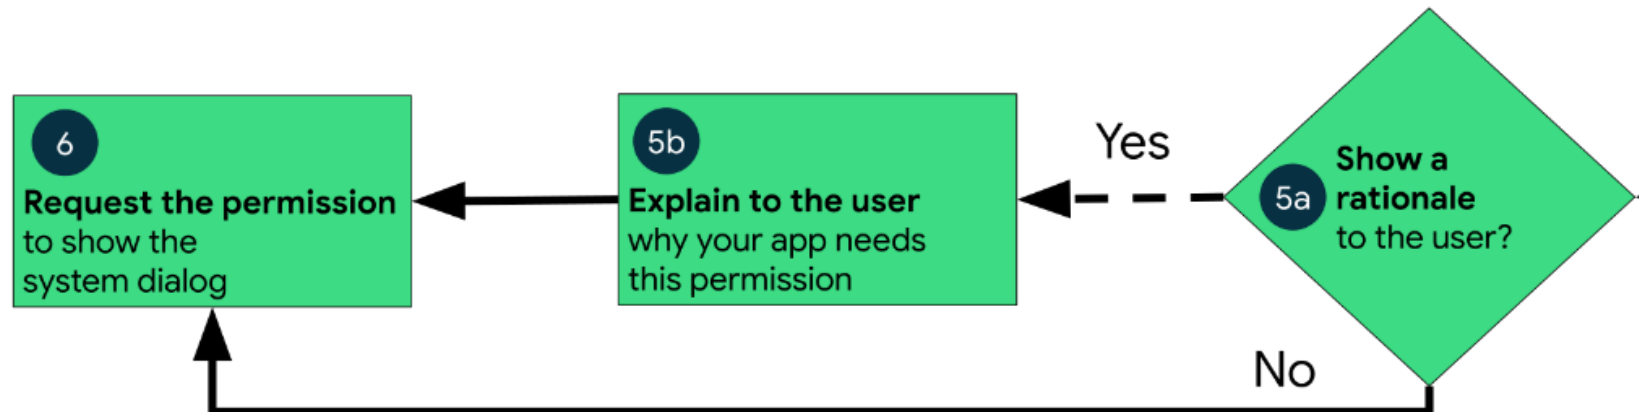 6
Request the permission
to show the
system dialog
5b
Explain to the user
why your app needs
this permission
Yes
5a
Show a
rationale
to the user?
No